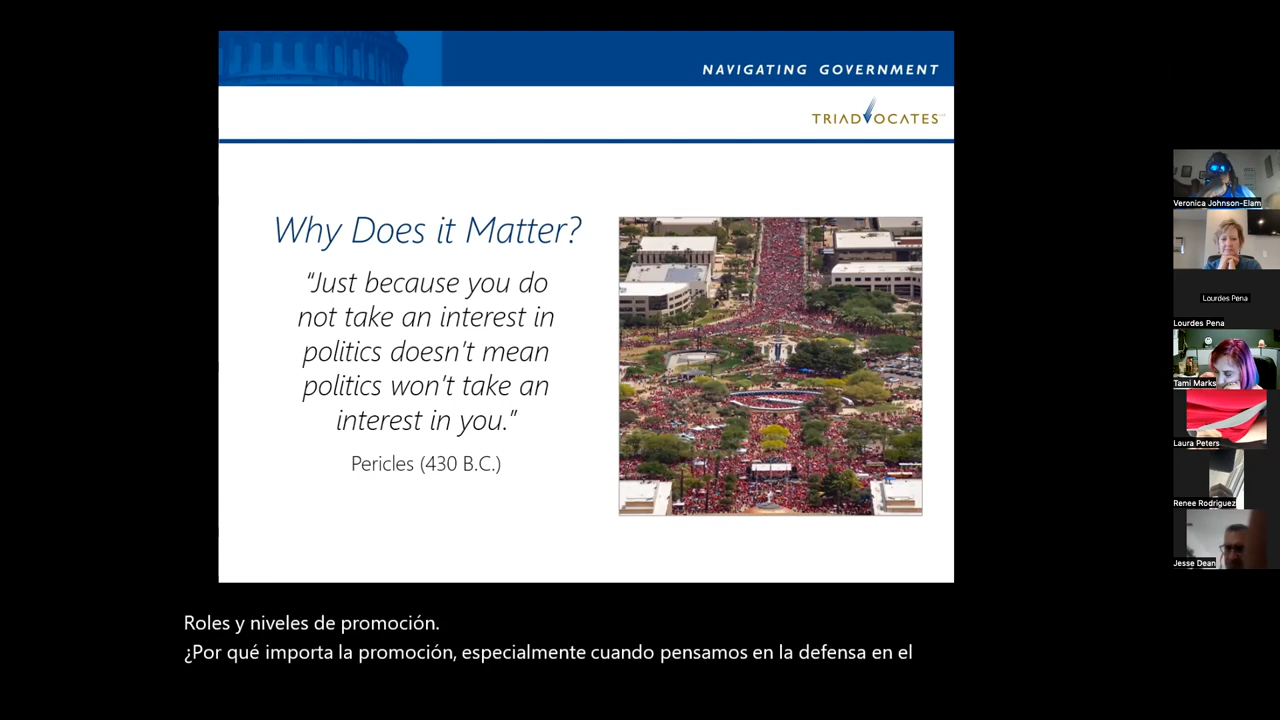 NAVIGATING GOVERNMENT
TRIADVOCATES
Why Does it Matter?
"Just because you do
not take an interest in
politics doesn't mean
politics won't take an
interest in you."
Pericles (430 B.C.)
Veronica Johnson-Elam
Lourdes Pena
Lourdes Pena
Tami Marks
Laura Peters
Renee Rodriguez
Jesse Dean
Roles y niveles de promoción.
¿Por qué importa la promoción, especialmente cuando pensamos en la defensa en el